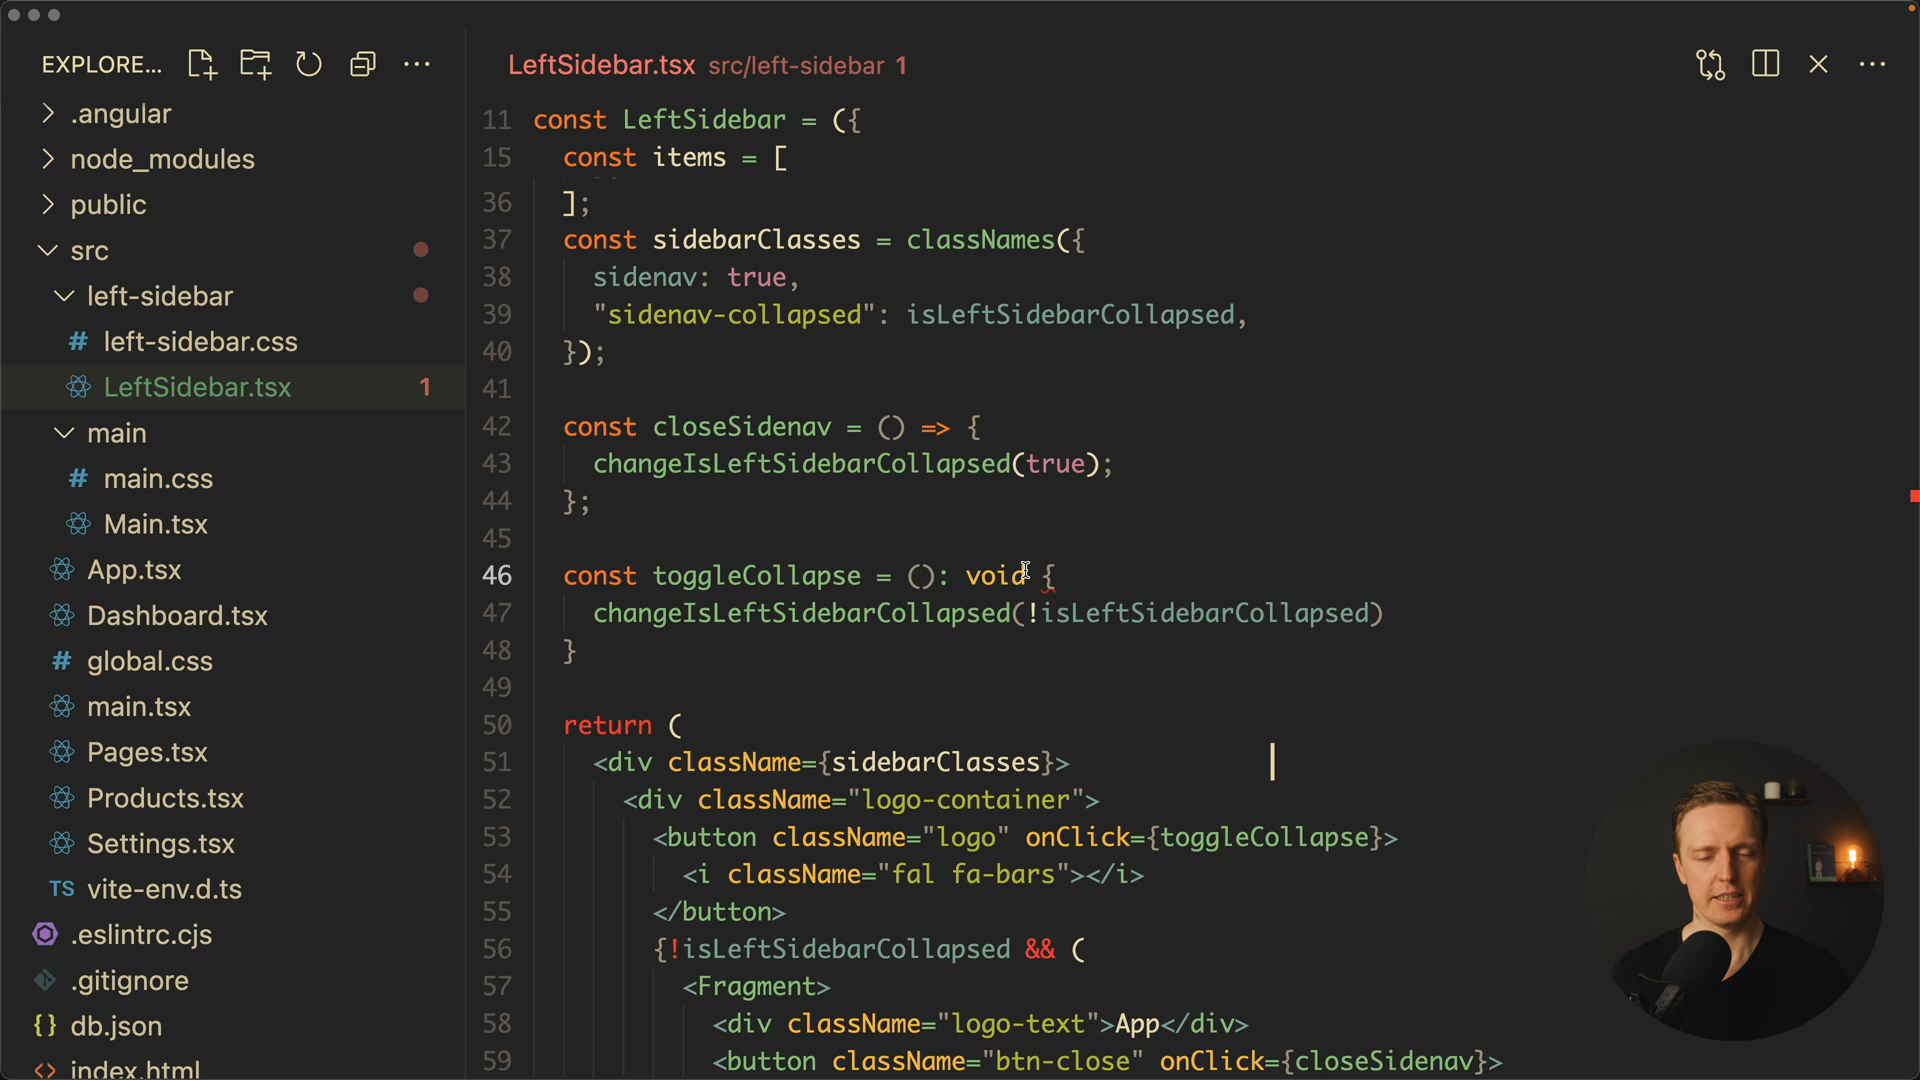 EXPLORE...
.angular
node_modules
public
src
left-sidebar
# left-sidebar.css
LeftSidebar.tsx 1
main
# main.css
Main.tsx
App.tsx
Dashboard.tsx
# global.css
main.tsx
Pages.tsx
Products.tsx
Settings.tsx
TS vite-env.d.ts
.eslintrc.cjs
.gitignore
{} db.json
<> index.html
LeftSidebar.tsx src/left-sidebar 1
11 const LeftSidebar = ({
15 const items = [
36 ];
37 const sidebarClasses = classNames({
38 sidenav: true,
39 "sidenav-collapsed": isLeftSidebarCollapsed,
40 });
41
42 const closeSidenav = () => {
43 changeIsLeftSidebarCollapsed(true);
44 };
45
46 const toggleCollapse = (): void {
47 changeIsLeftSidebarCollapsed(!isLeftSidebarCollapsed)
48 }
49
50 return (
51 <div className={sidebarClasses}>
52 <div className="logo-container">
53 <button className="logo" onClick={toggleCollapse}>
54 <i className="fal fa-bars"></i>
55 </button>
56 {!isLeftSidebarCollapsed && (
57 <Fragment>
58 <div className="logo-text">App</div>
59 <button className="btn-close" onClick={closeSidenav}>